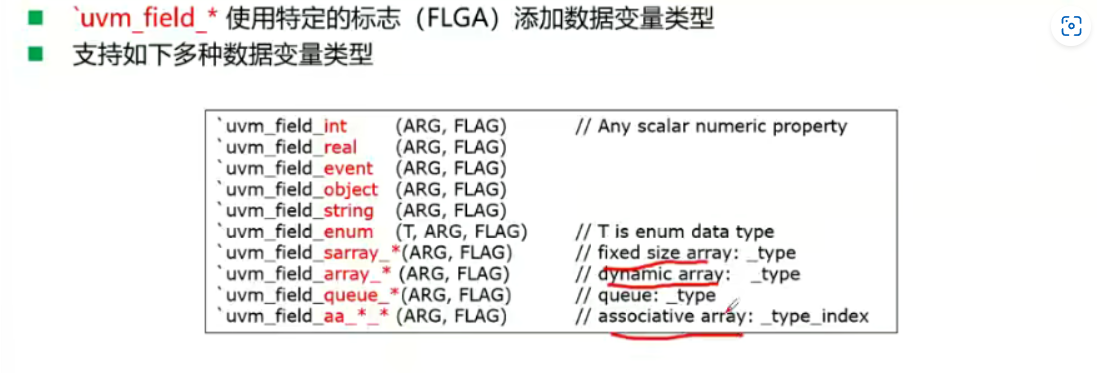 `uvm_field_* 使用特定的标志（FLGA）添加数据变量类型
支持如下多种数据变量类型
`uvm_field_int (ARG, FLAG) // Any scalar numeric property
`uvm_field_real (ARG, FLAG)
`uvm_field_event (ARG, FLAG)
`uvm_field_object (ARG, FLAG)
`uvm_field_string (ARG, FLAG)
`uvm_field_enum (T, ARG, FLAG) // T is enum data type
`uvm_field_sarray_*(ARG, FLAG) // fixed size array: _type
`uvm_field_array_* (ARG, FLAG) // dynamic array: _type
`uvm_field_queue_*(ARG, FLAG) // queue: _type
`uvm_field_aa_*_* (ARG, FLAG) // associative array: _type_index